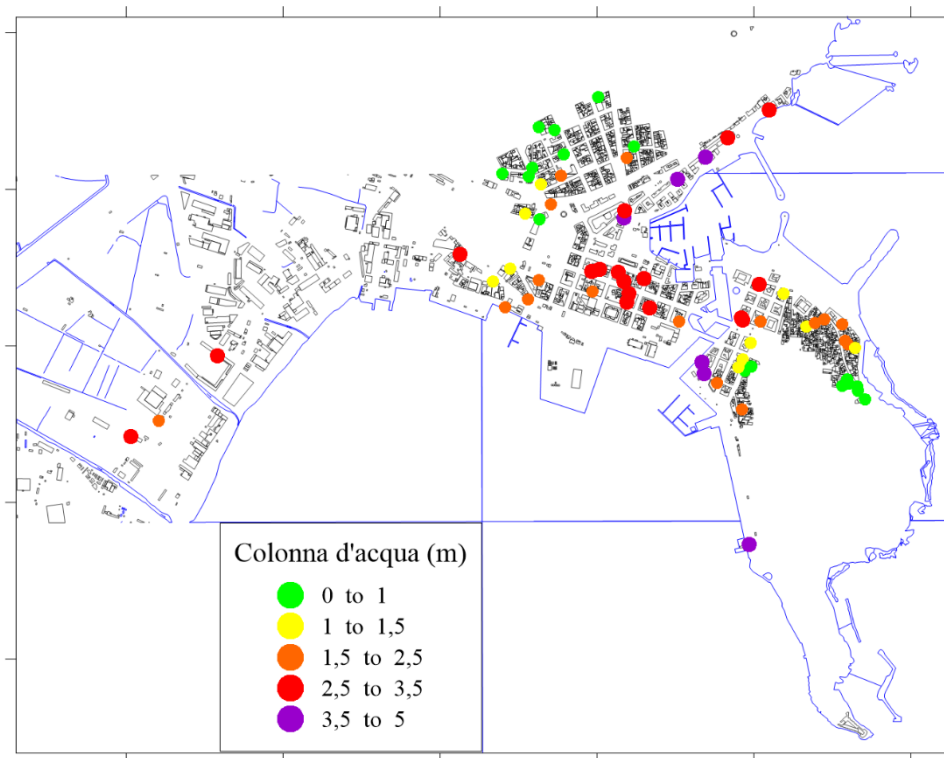 Colonna d'acqua (m)
0 to 1
1 to 1,5
1,5 to 2,5
2,5 to 3,5
3,5 to 5